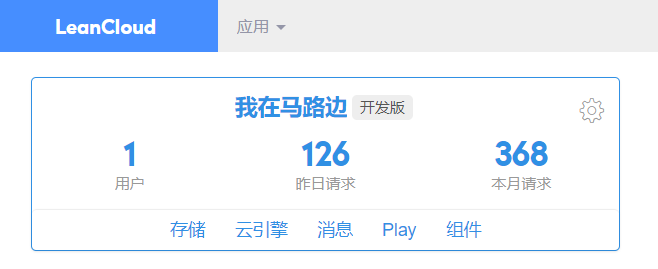 LeanCloud 应用
我在马路边 开发版
1 126 368
用户 昨日请求 本月请求
存储 云引擎 消息 Play 组件